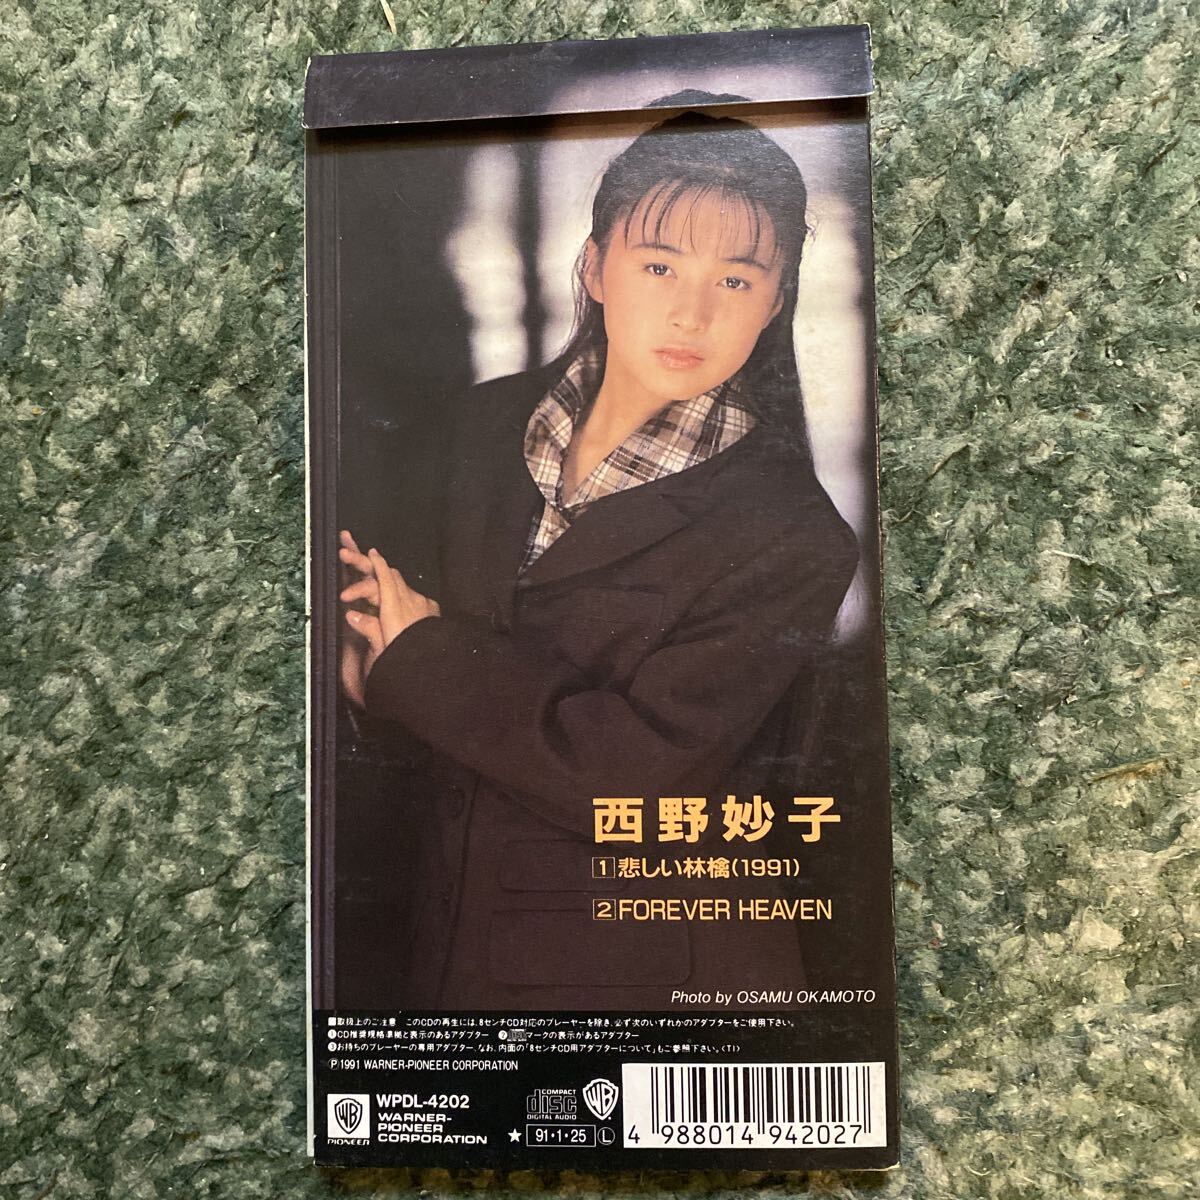 西野妙子
1 悲しい林檎(1991)
2 FOREVER HEAVEN
Photo by OSAMU OKAMOTO
■取扱上のご注意 このCDの再生には、8センチCD対応のプレーヤーを除き、必ず次のいずれかのアダプターをご使用下さい。
①CD推奨規格準拠と表示のあるアダプター ②マークの表示があるアダプター
③お持ちのプレーヤーの専用アダプター、なお、内面の「8センチCD用アダプターについて」もご参照下さい。〈T1〉
Ⓟ1991 WARNER-PIONEER CORPORATION
WB PIONEER
WPDL-4202
WARNER-
PIONEER
CORPORATION
COMPACT
disc
DIGITAL AUDIO
WB
★ 91・1・25 Ⓛ
4 988014 942027